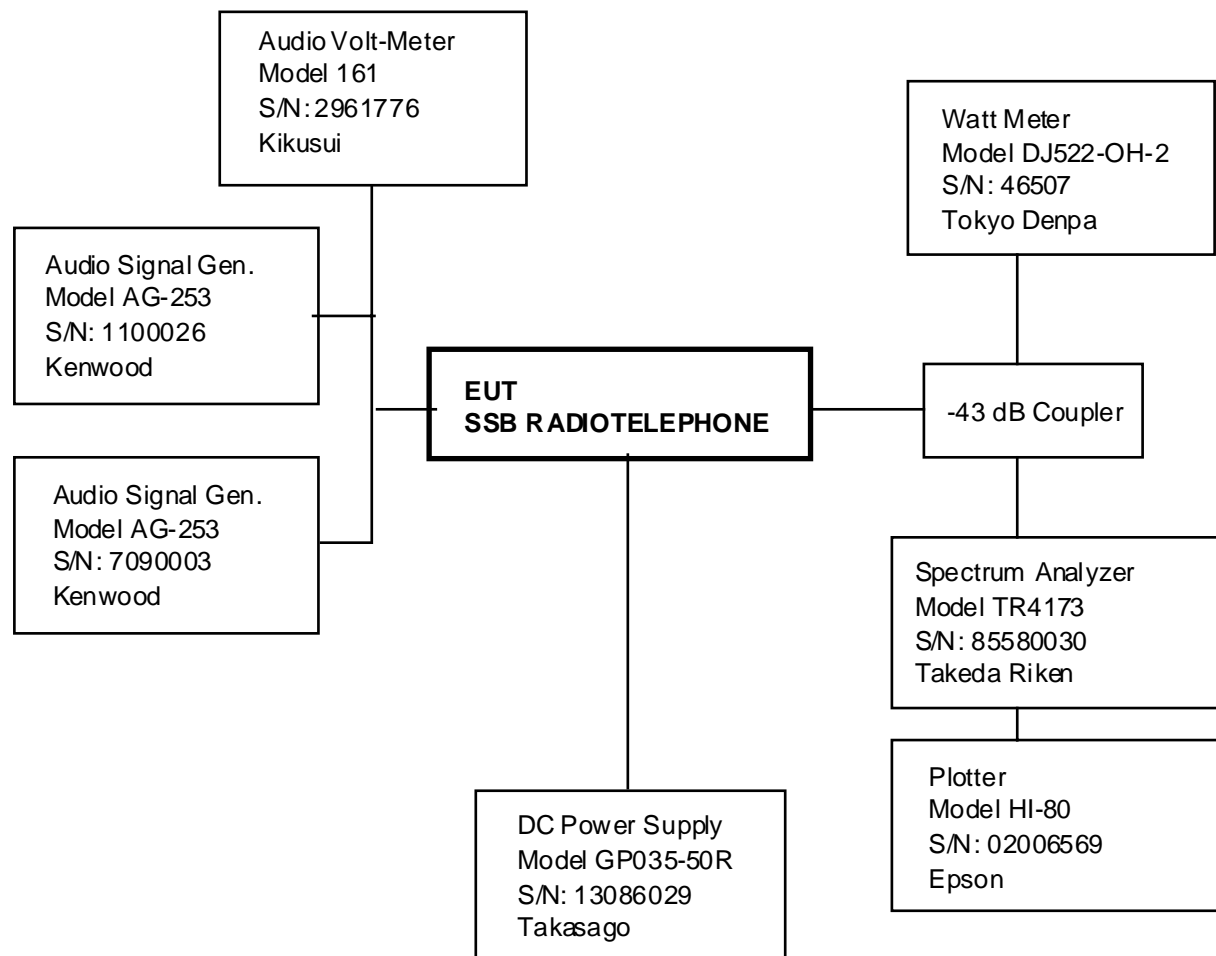 Audio Volt-Meter
Model 161
S/N: 2961776
Kikusui
Watt Meter
Model DJ522-OH-2
S/N: 46507
Tokyo Denpa
Audio Signal Gen.
Model AG-253
S/N: 1100026
Kenwood
EUT
SSB RADIOTELEPHONE
-43 dB Coupler
Audio Signal Gen.
Model AG-253
S/N: 7090003
Kenwood
Spectrum Analyzer
Model TR4173
S/N: 85580030
Takeda Riken
Plotter
Model HI-80
S/N: 02006569
Epson
DC Power Supply
Model GP035-50R
S/N: 13086029
Takasago